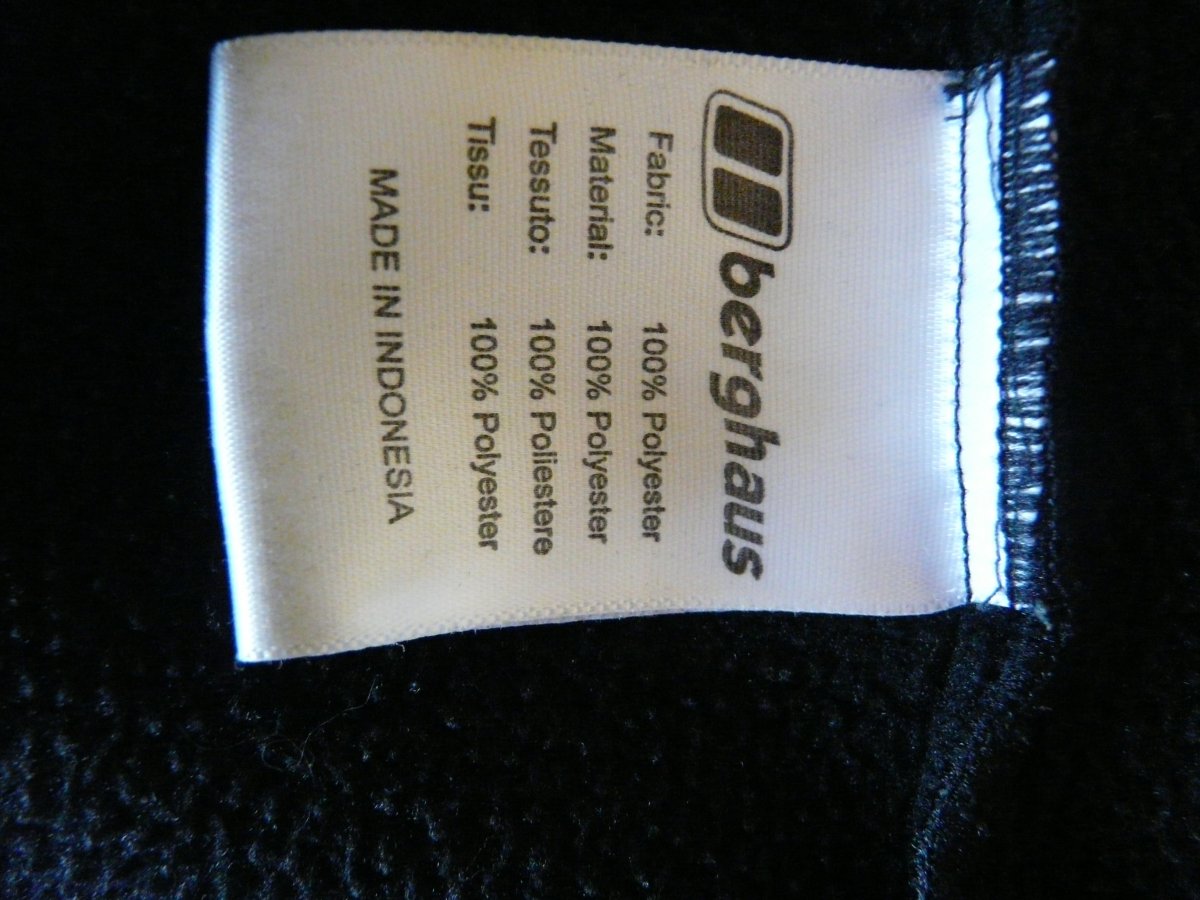 berghaus
Fabric: 100% Polyester
Material: 100% Polyester
Tessuto: 100% Poliestere
Tissu: 100% Polyester
MADE IN INDONESIA